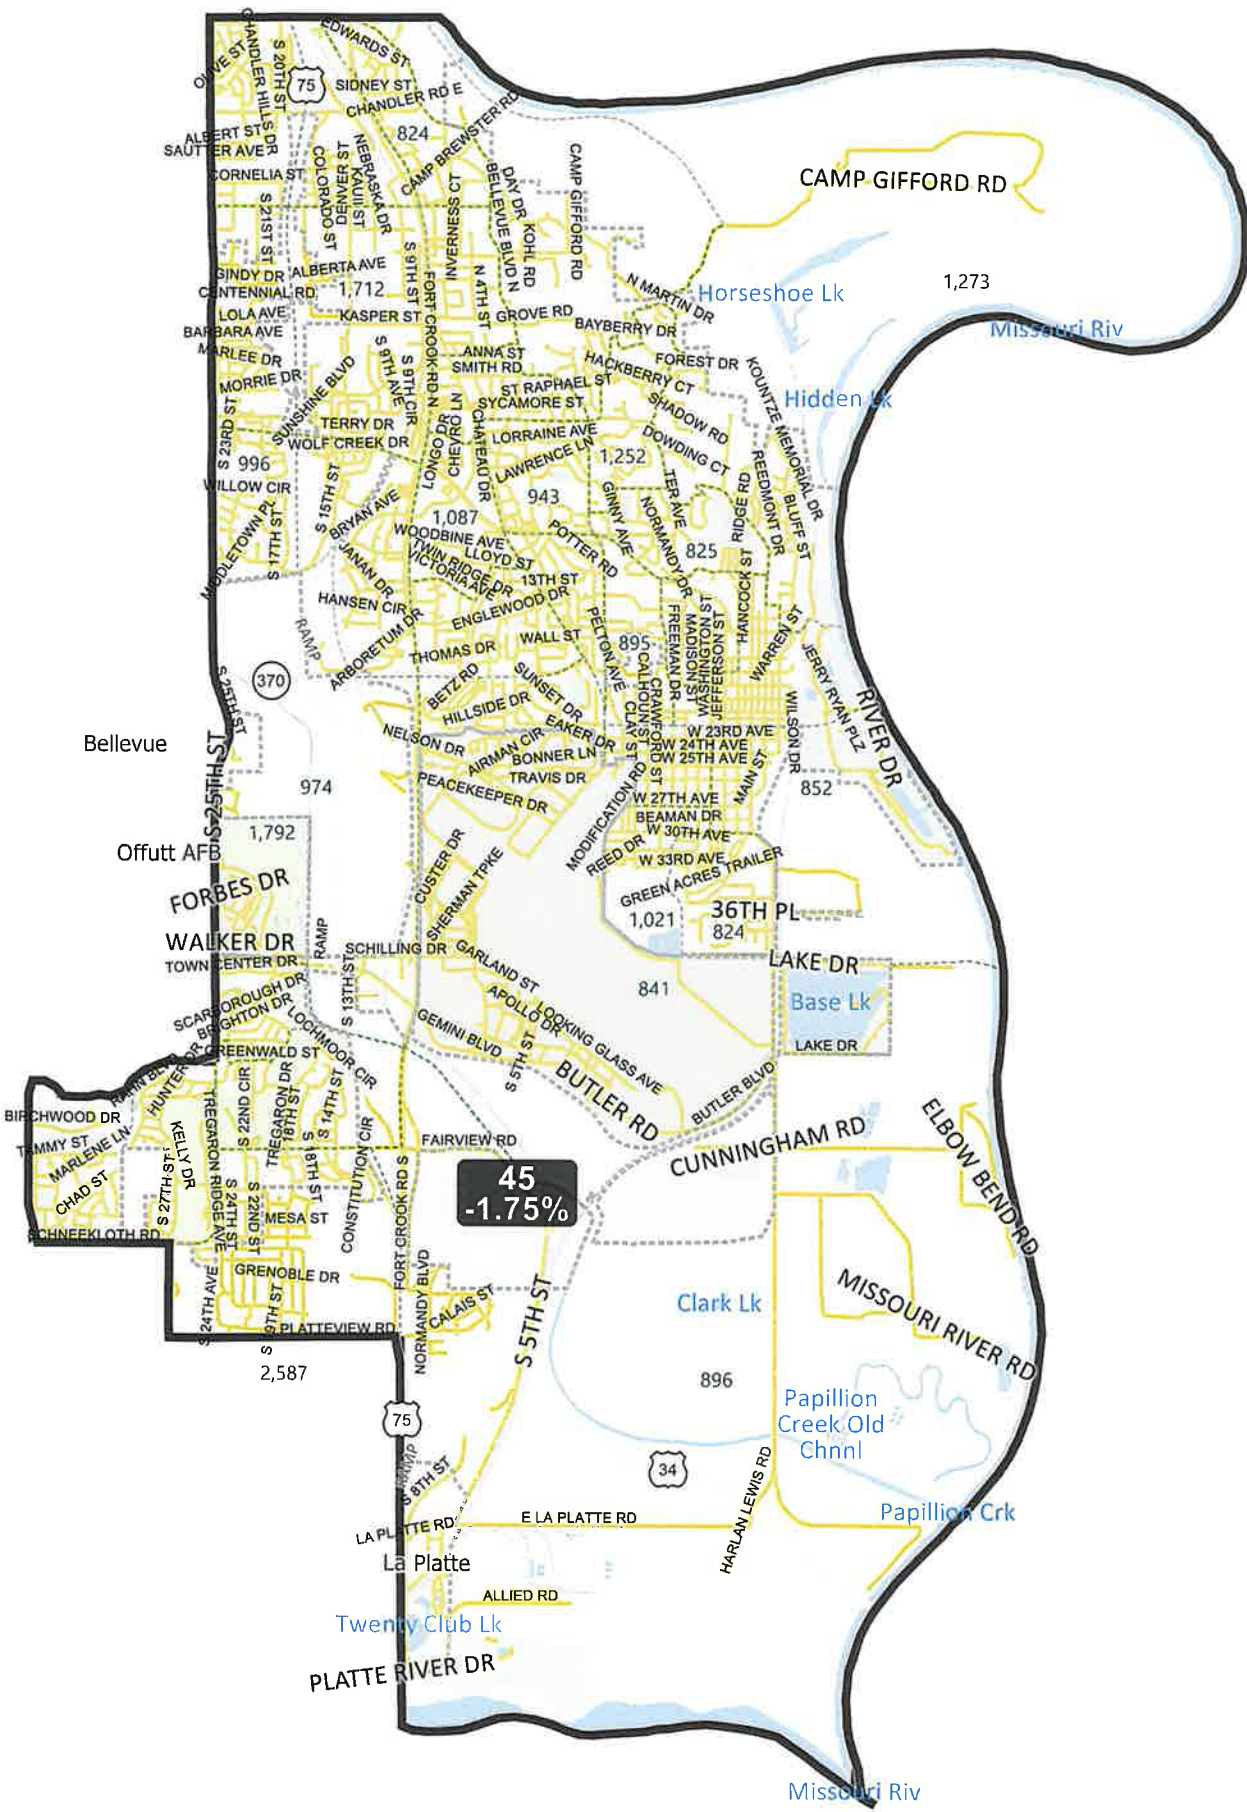 EDWARDS ST
OLIVE ST
CHANDLER HILLS DR
S 20TH ST
75
SIDNEY ST
CHANDLER RD E
824
CAMP BREWSTER RD
ALBERT ST
SAUTTER AVE
CORNELIA ST
COLORADO ST
DENVER ST
KAUII ST
NEBRASKA DR
S 21ST ST
INVERNESS CT
BELLEVUE BLVD N
DAY DR
KOHL RD
CAMP GIFFORD RD
CAMP GIFFORD RD
GINDY DR
ALBERTA AVE
CENTENNIAL RD
1,712
S 9TH ST
FORT CROOK RD N
N 4TH ST
N MARTIN DR
Horseshoe Lk
1,273
LOLA AVE
KASPER ST
GROVE RD
BAYBERRY DR
Missouri Riv
BARBARA AVE
MARLEE DR
MORRIE DR
SUNSHINE BLVD
S 9TH AVE
S 9TH CIR
ANNA ST
SMITH RD
HACKBERRY CT
FOREST DR
KOUNTZE MEMORIAL DR
ST RAPHAEL ST
SYCAMORE ST
SHADOW RD
Hidden Lk
S 23RD ST
TERRY DR
WOLF CREEK DR
LONGO DR
CHEVRO LN
CHATEAU DR
LORRAINE AVE
LAWRENCE LN
1,252
DOWDING CT
996
WILLOW CIR
S 15TH ST
BRYAN AVE
1,087
943
GINNY AVE
NORMANDY DR
TER AVE
RIDGE RD
REEDMONT DR
BLUFF ST
MIDDLETOWN PL
S 17TH ST
JANAN DR
WOODBINE AVE
LLOYD ST
TWIN RIDGE DR
VICTORIA AVE
POTTER RD
825
HANCOCK ST
13TH ST
HANSEN CIR
ENGLEWOOD DR
ARBORETUM DR
RAMP
THOMAS DR
WALL ST
PELTON AVE
895
FREEMAN DR
MADISON ST
WASHINGTON ST
JEFFERSON ST
WARREN ST
JERRY RYAN PLZ
RIVER DR
370
S 25TH ST
BETZ RD
HILLSIDE DR
SUNSET DR
CALHOUN ST
CRAWFORD ST
CLAY ST
WILSON DR
Bellevue
NELSON DR
AIRMAN CIR
EAKER DR
BONNER LN
TRAVIS DR
W 23RD AVE
W 24TH AVE
W 25TH AVE
MAIN ST
S 25TH ST
974
PEACEKEEPER DR
MODIFICATION RD
W 27TH AVE
852
BEAMAN DR
1,792
W 30TH AVE
Offutt AFB
CUSTER DR
SHERMAN TPKE
REED DR
W 33RD AVE
GREEN ACRES TRAILER
FORBES DR
1,021
36TH PL
824
WALKER DR
RAMP
SCHILLING DR
GARLAND ST
TOWN CENTER DR
LAKE DR
S 13TH ST
841
SCARBOROUGH DR
BRIGHTON DR
LOCHMOOR CIR
APOLLO DR
LOOKING GLASS AVE
Base Lk
GEMINI BLVD
S 5TH ST
GREENWALD ST
LAKE DR
RAHN BLVD
HUNTER DR
BUTLER RD
BUTLER BLVD
BIRCHWOOD DR
TAMMY ST
MARLENE LN
CHAD ST
KELLY DR
S 27TH ST
TREGARON RIDGE AVE
S 22ND CIR
TREGARON DR
18TH ST
S 14TH ST
S 18TH ST
CONSTITUTION CIR
FAIRVIEW RD
CUNNINGHAM RD
ELBOW BEND RD
45
-1.75%
S 24TH ST
S 22ND ST
MESA ST
SCHNEEKLOTH RD
FORT CROOK RD S
GRENOBLE DR
NORMANDY BLVD
S 24TH AVE
S 19TH ST
PLATTEVIEW RD
CALAIS ST
S 5TH ST
Clark Lk
MISSOURI RIVER RD
2,587
896
75
Papillion
Creek Old
Chnnl
RAMP
S 8TH ST
34
HARLAN LEWIS RD
LA PLATTE RD
E LA PLATTE RD
Papillion Crk
La Platte
ALLIED RD
Twenty Club Lk
PLATTE RIVER DR
Missouri Riv